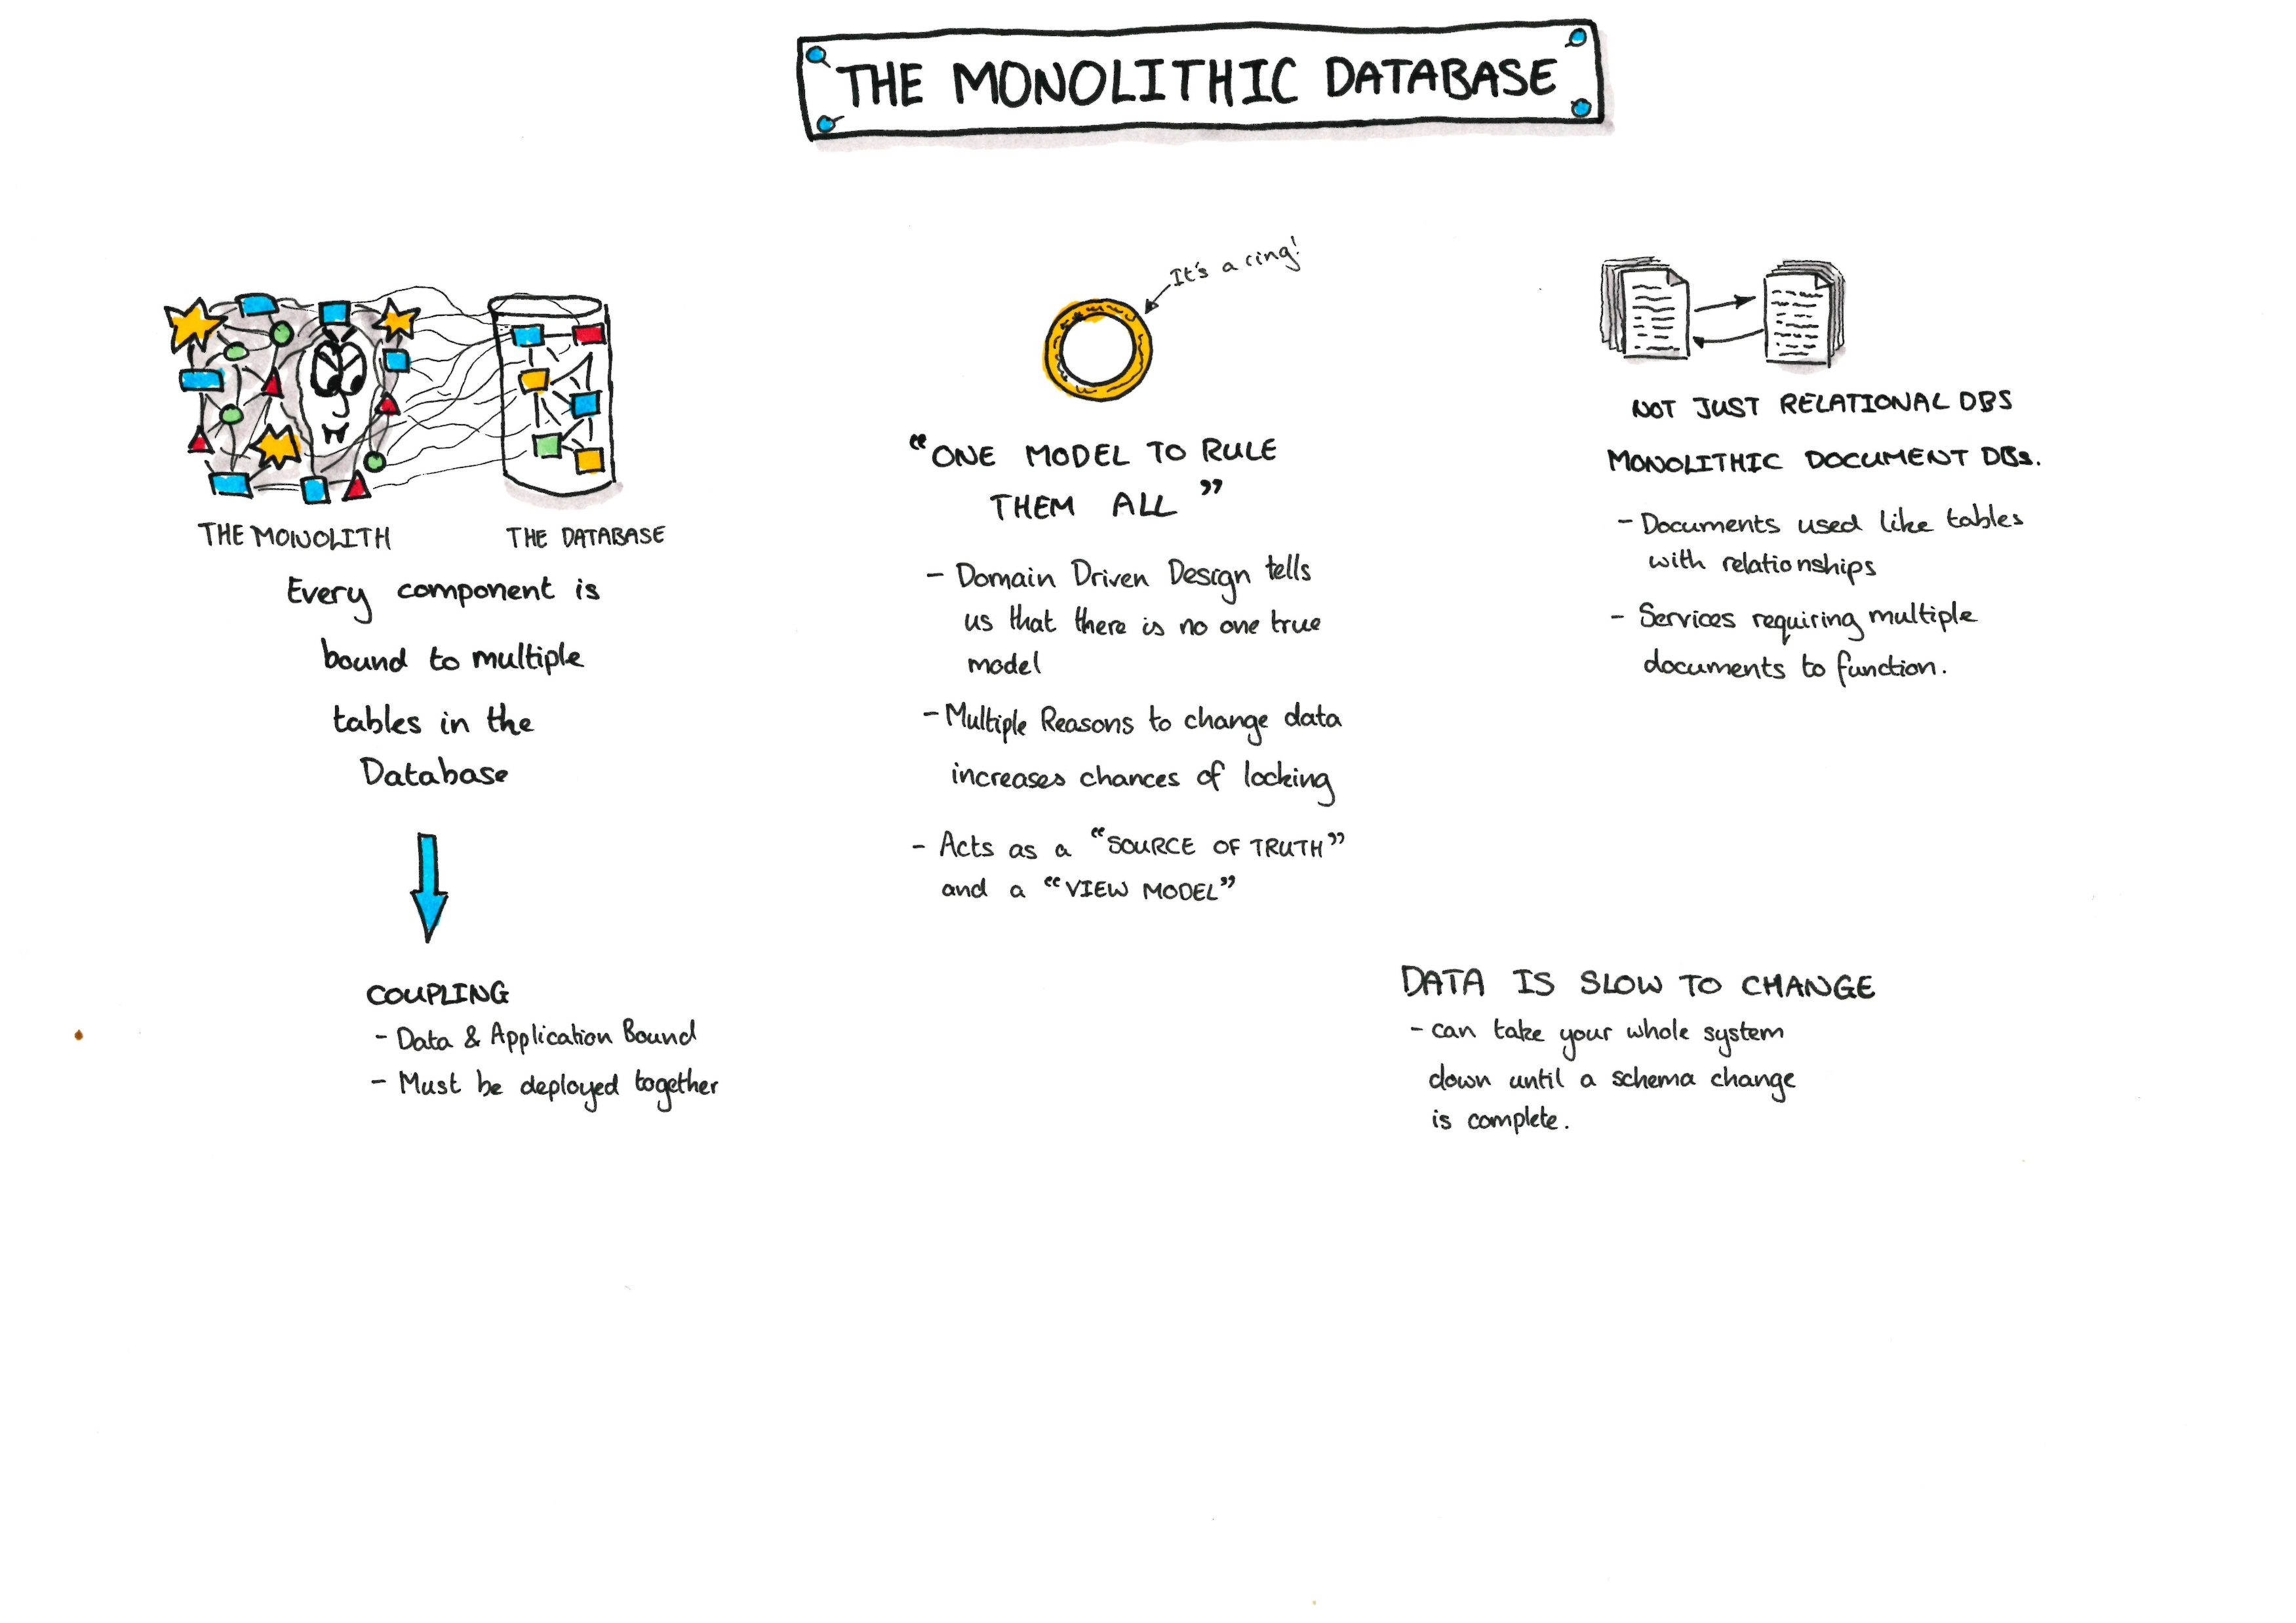 THE MONOLITHIC DATABASE
THE MONOLITH
THE DATABASE
Every component is
bound to multiple
tables in the
Database
COUPLING
- Data & Application Bound
- Must be deployed together
It's a ring!
"ONE MODEL TO RULE
THEM ALL"
- Domain Driven Design tells
us that there is no one true
model
- Multiple Reasons to change data
increases chances of locking
- Acts as a "SOURCE OF TRUTH"
and a "VIEW MODEL"
NOT JUST RELATIONAL DBS
MONOLITHIC DOCUMENT DBs.
- Documents used like tables
with relationships
- Services requiring multiple
documents to function.
DATA IS SLOW TO CHANGE
- can take your whole system
down until a schema change
is complete.